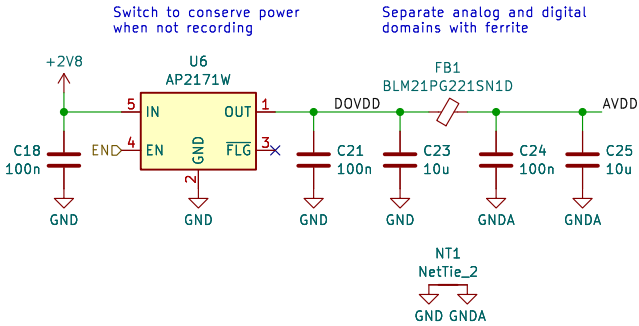 Switch to conserve power
when not recording
Separate analog and digital
domains with ferrite
+2V8
U6
AP2171W
FB1
BLM21PG221SN1D
5 IN
OUT 1
DOVDD
AVDD
4 EN
FLG 3
GND
2
EN
C18
100n
C21
100n
C23
10u
C24
100n
C25
10u
GND
GND
GND
GND
GNDA
GNDA
NT1
NetTie_2
GND GNDA